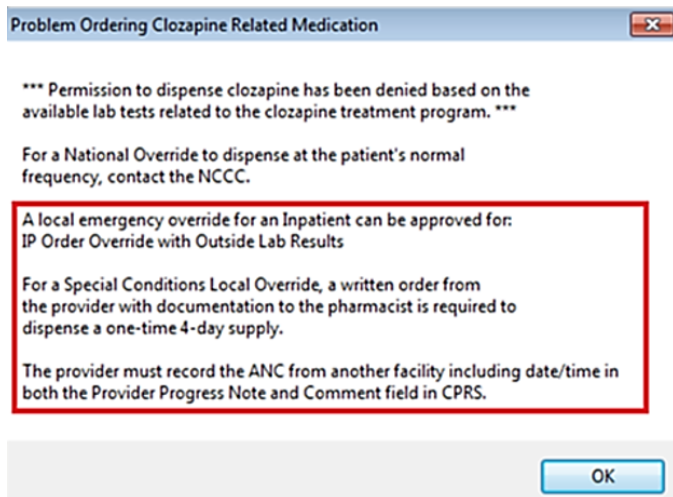 Problem Ordering Clozapine Related Medication
*** Permission to dispense clozapine has been denied based on the
available lab tests related to the clozapine treatment program. ***
For a National Override to dispense at the patient's normal
frequency, contact the NCCC.
A local emergency override for an Inpatient can be approved for:
IP Order Override with Outside Lab Results
For a Special Conditions Local Override, a written order from
the provider with documentation to the pharmacist is required to
dispense a one-time 4-day supply.
The provider must record the ANC from another facility including date/time in
both the Provider Progress Note and Comment field in CPRS.
OK